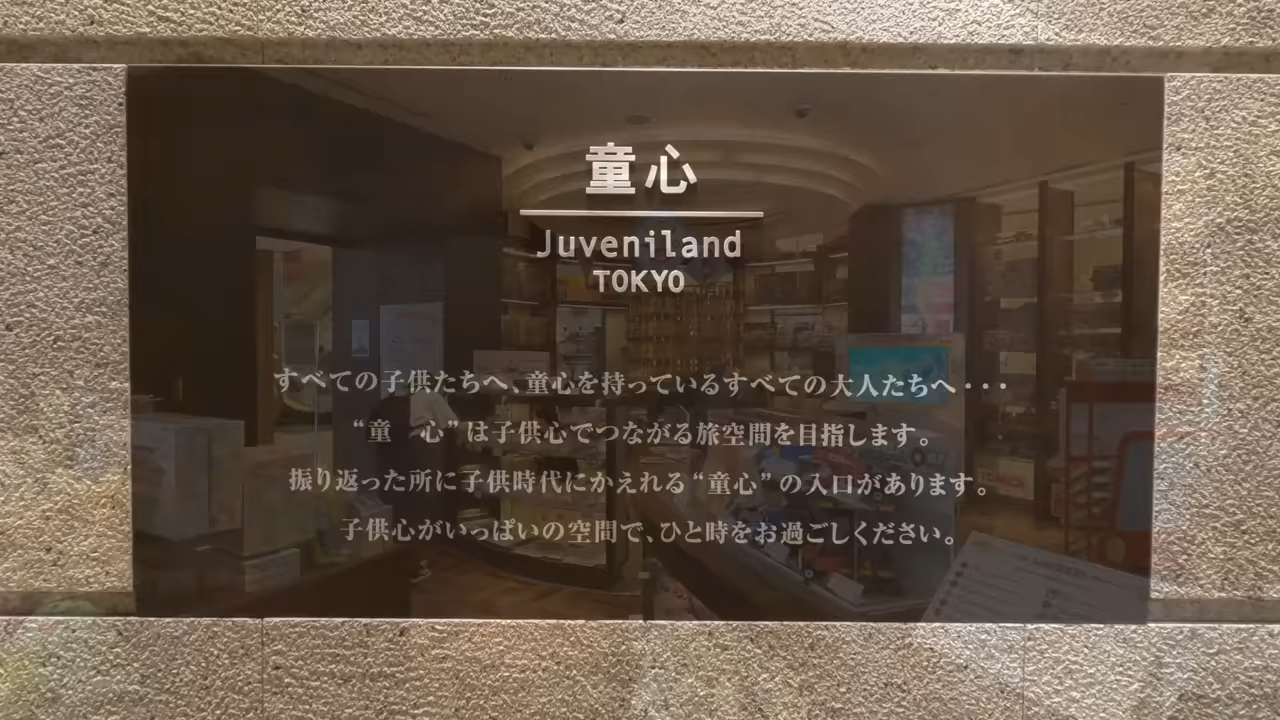 童心
Juveniland
TOKYO
すべての子供たちへ、童心を持っているすべての大人たちへ・・・
“童　心”は子供心でつながる旅空間を目指します。
振り返った所に子供時代にかえれる“童心”の入口があります。
子供心がいっぱいの空間で、ひと時をお過ごしください。